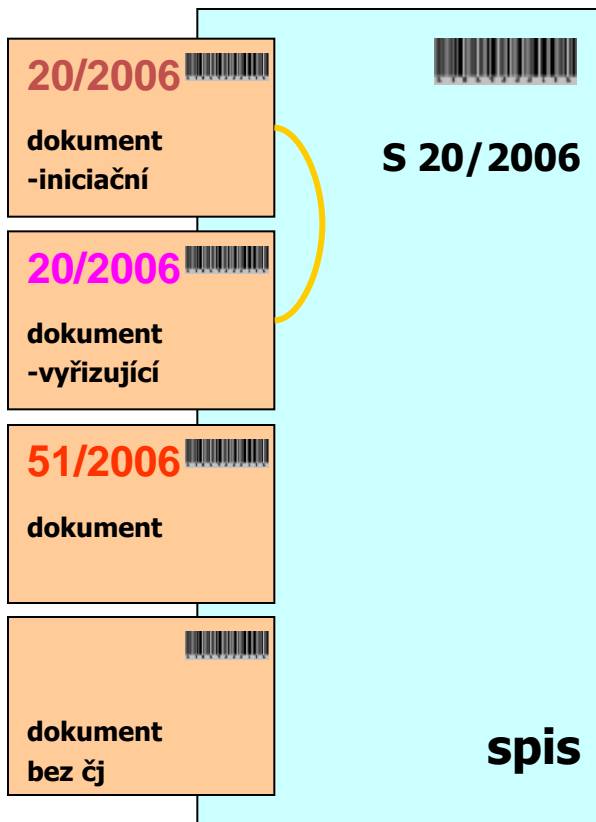 20/2006
dokument
-iniciační
S 20/2006
20/2006
dokument
-vyřizující
51/2006
dokument
dokument
bez čj
spis